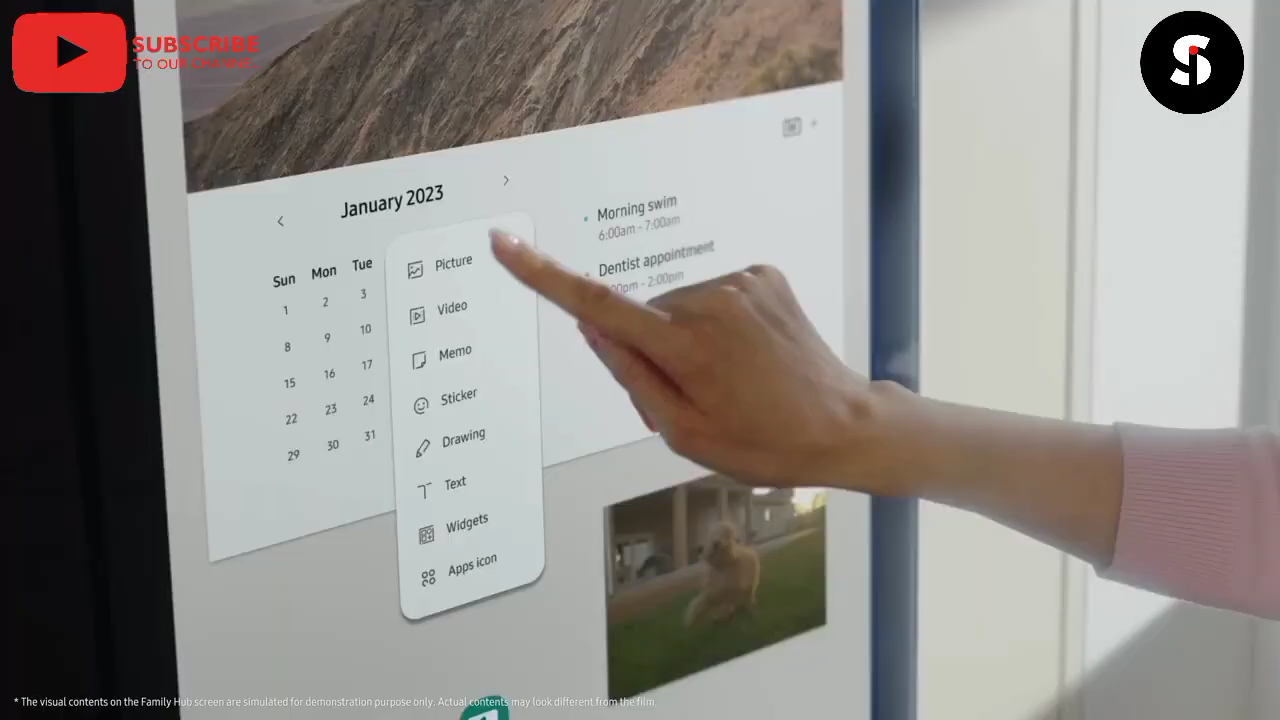 SUBSCRIBE
TO OUR CHANNEL
January 2023
Sun Mon Tue
1 2 3
8 9 10
15 16 17
22 23 24
29 30 31
Picture
Video
Memo
Sticker
Drawing
Text
Widgets
Apps icon
Morning swim
6:00am - 7:00am
Dentist appointment
00pm - 2:00pm
* The visual contents on the Family Hub screen are simulated for demonstration purpose only. Actual contents may look different from the film.